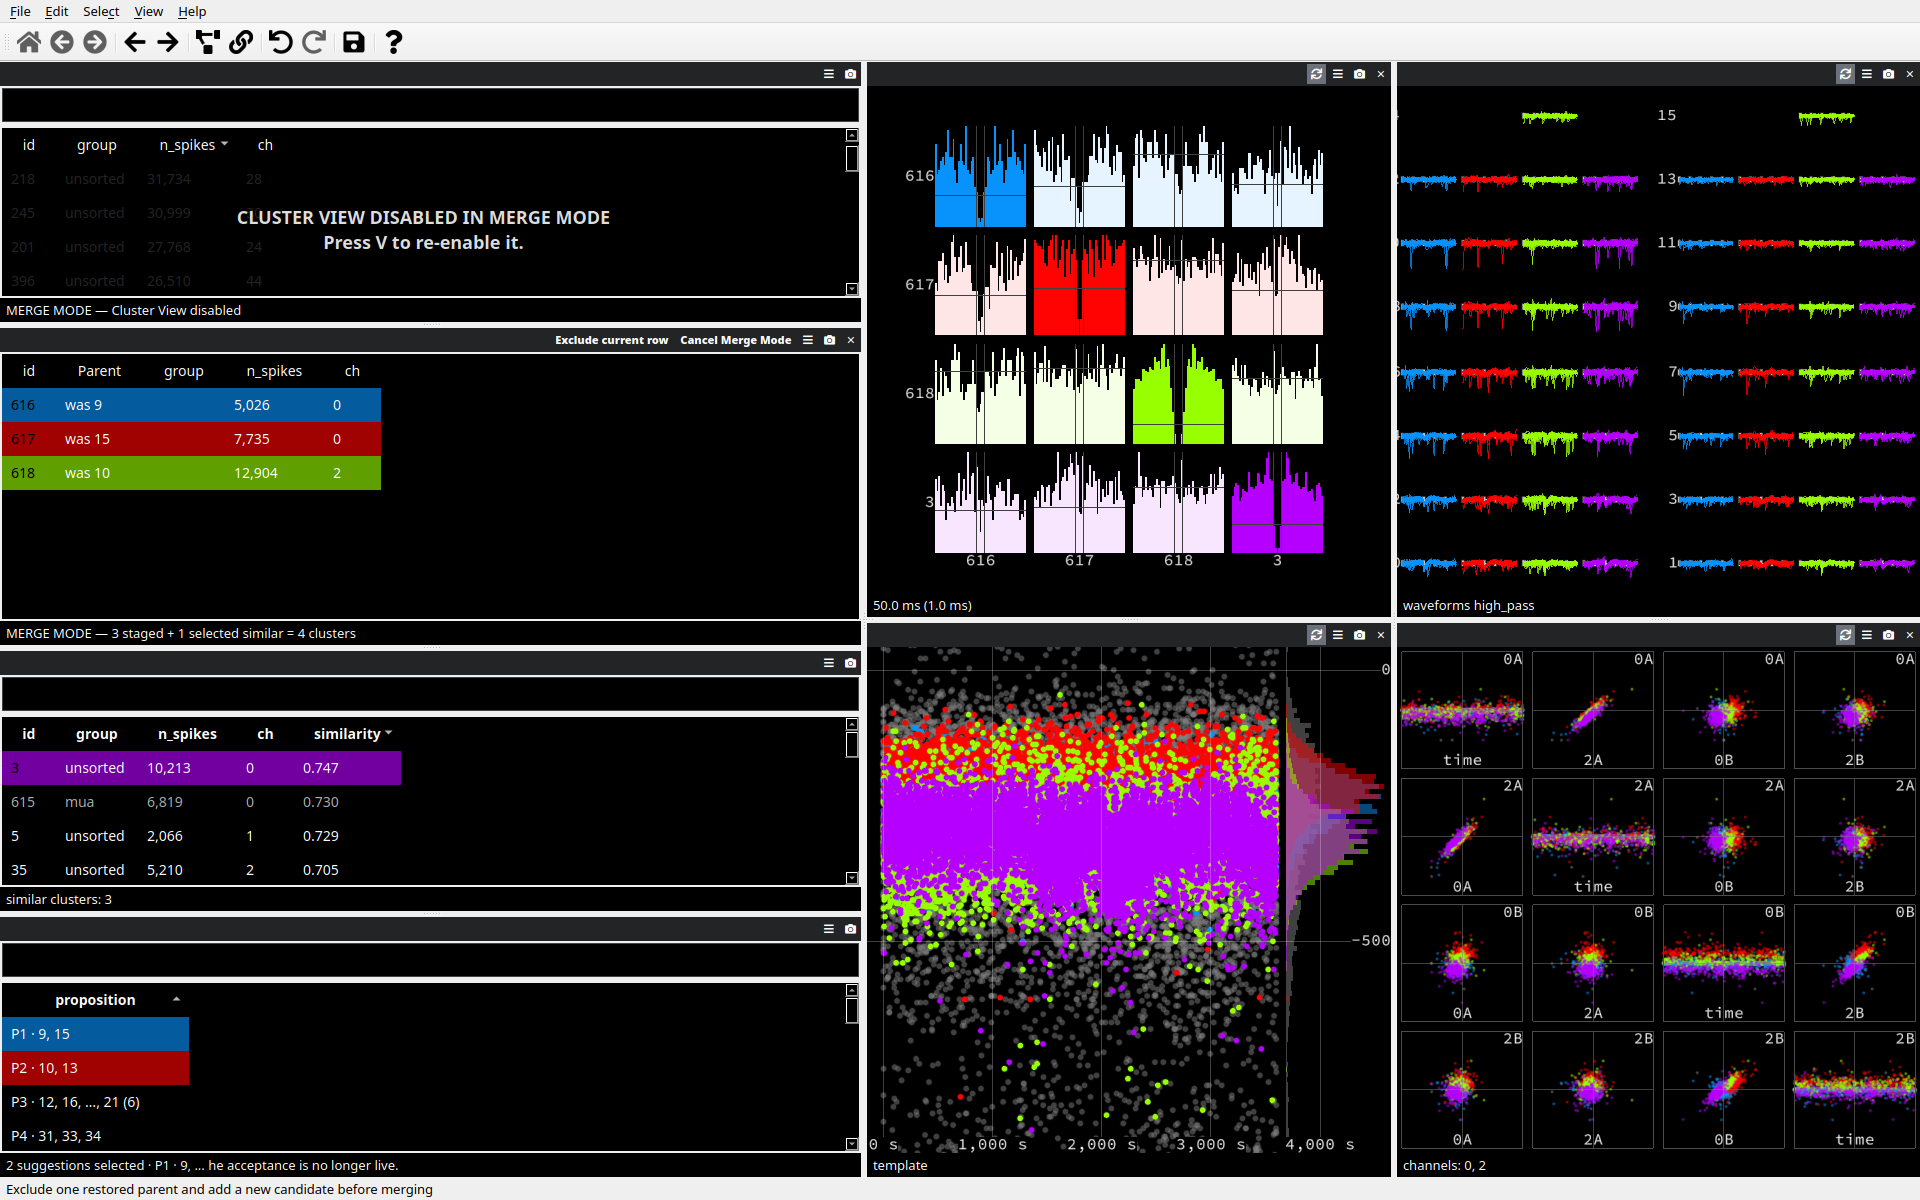 File Edit Select View Help
id group n_spikes ch
218 unsorted 31,734 28
245 unsorted 30,999
201 unsorted 27,768 24
396 unsorted 26,510 44
CLUSTER VIEW DISABLED IN MERGE MODE
Press V to re-enable it.
MERGE MODE — Cluster View disabled
Exclude current row Cancel Merge Mode
id Parent group n_spikes ch
616 was 9 5,026 0
617 was 15 7,735 0
618 was 10 12,904 2
MERGE MODE — 3 staged + 1 selected similar = 4 clusters
id group n_spikes ch similarity
3 unsorted 10,213 0 0.747
615 mua 6,819 0 0.730
5 unsorted 2,066 1 0.729
35 unsorted 5,210 2 0.705
similar clusters: 3
proposition
P1 · 9, 15
P2 · 10, 13
P3 · 12, 16, ..., 21 (6)
P4 · 31, 33, 34
2 suggestions selected · P1 · 9, ... he acceptance is no longer live.
616
617
618
3
616 617 618 3
50.0 ms (1.0 ms)
15
13
11
9
7
5
3
1
waveforms high_pass
0
-500
0 s 1,000 s 2,000 s 3,000 s 4,000 s
template
0A 0A 0A 0A
time 2A 0B 2B
2A 2A 2A 2A
0A time 0B 2B
0B 0B 0B 0B
0A 2A time 2B
2B 2B 2B 2B
0A 2A 0B time
channels: 0, 2
Exclude one restored parent and add a new candidate before merging